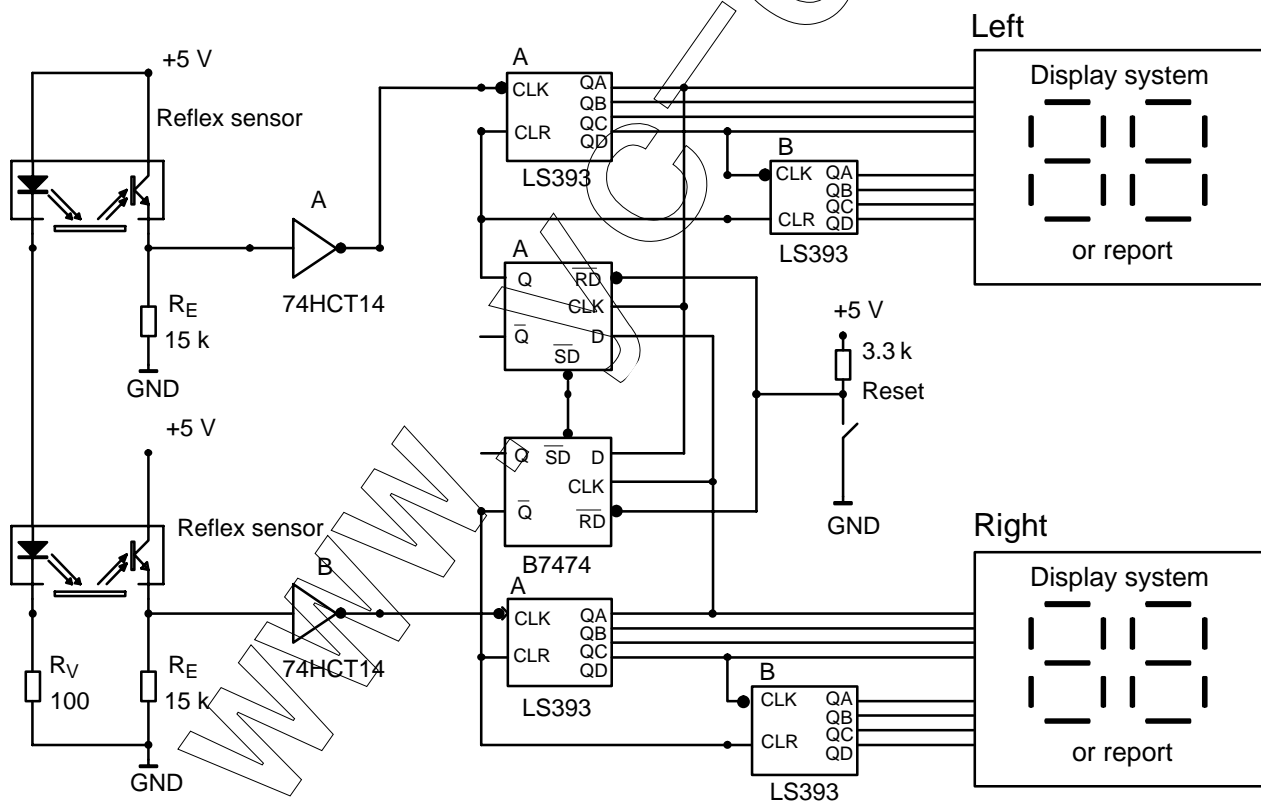 Left
+5 V
Reflex sensor
A
CLK
CLR
QA
QB
QC
QD
LS393
Display system
or report
B
CLK
CLR
QA
QB
QC
QD
LS393
A
74HCT14
RE
15 k
GND
A
Q
RD
CLK
Q
D
SD
+5 V
3.3 k
Reset
GND
+5 V
Reflex sensor
Q
SD
D
CLK
Q
RD
B7474
B
74HCT14
RV
100
RE
15 k
GND
A
CLK
CLR
QA
QB
QC
QD
LS393
B
CLK
CLR
QA
QB
QC
QD
LS393
Right
Display system
or report